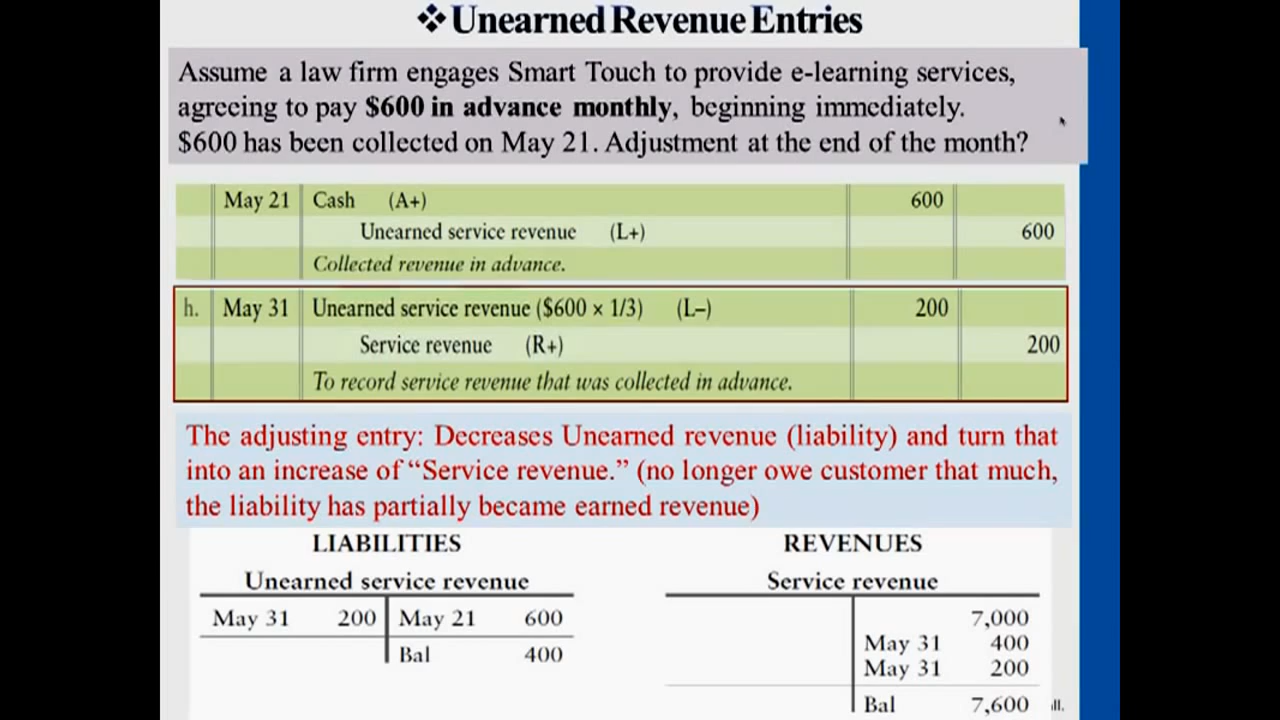 ❖Unearned Revenue Entries
Assume a law firm engages Smart Touch to provide e-learning services,
agreeing to pay $600 in advance monthly, beginning immediately.
$600 has been collected on May 21. Adjustment at the end of the month?
May 21 Cash (A+) 600
Unearned service revenue (L+) 600
Collected revenue in advance.
h. May 31 Unearned service revenue ($600 × 1/3) (L–) 200
Service revenue (R+) 200
To record service revenue that was collected in advance.
The adjusting entry: Decreases Unearned revenue (liability) and turn that
into an increase of “Service revenue.” (no longer owe customer that much,
the liability has partially became earned revenue)
LIABILITIES REVENUES
Unearned service revenue Service revenue
May 31 200 May 21 600 7,000
May 31 400
Bal 400 May 31 200
Bal 7,600 ll.